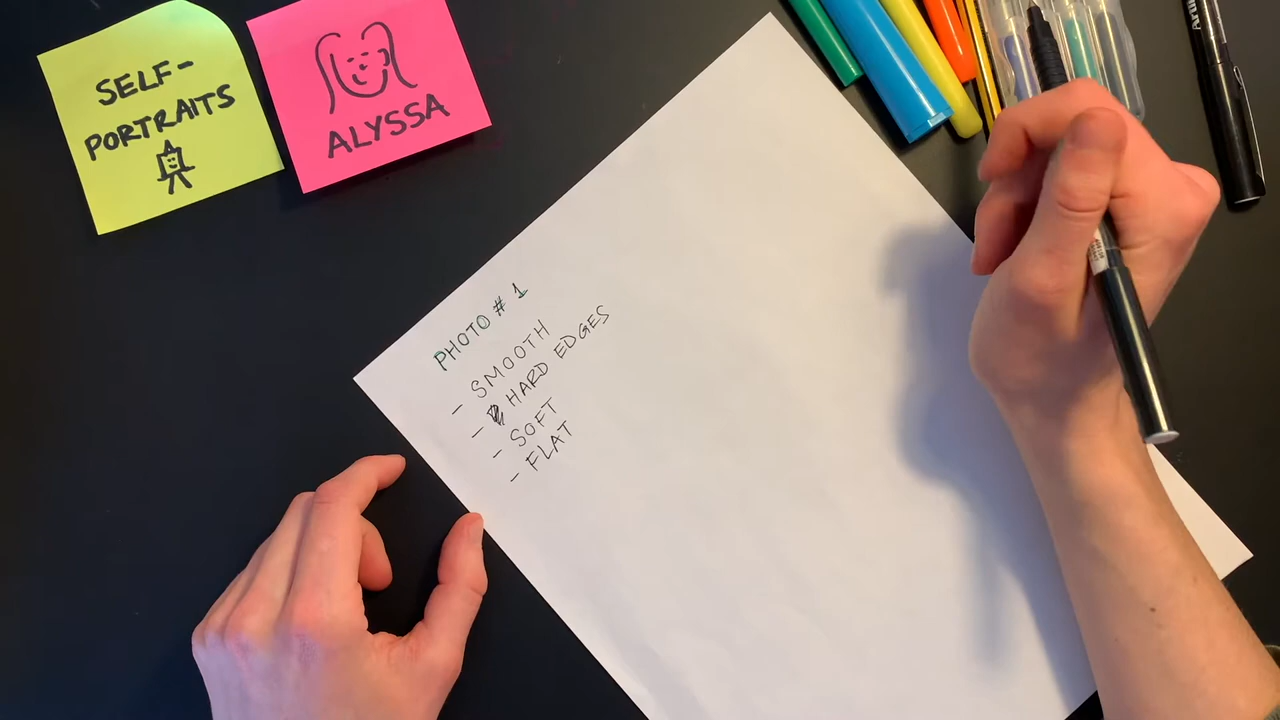 SELF-
PORTRAITS
ALYSSA
PHOTO # 1
- SMOOTH
- HARD EDGES
- SOFT
- FLAT